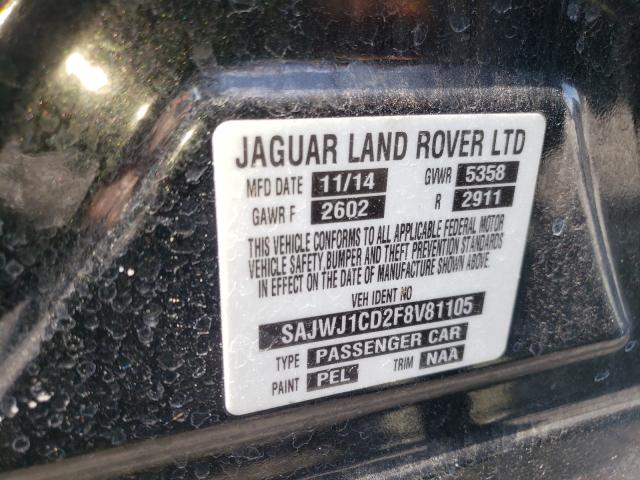 JAGUAR LAND ROVER LTD
MFD DATE 11/14 GVWR 5358
GAWR F 2602 R 2911
THIS VEHICLE CONFORMS TO ALL APPLICABLE FEDERAL MOTOR
VEHICLE SAFETY BUMPER AND THEFT PREVENTION STANDARDS
IN EFFECT ON THE DATE OF MANUFACTURE SHOWN ABOVE.
VEH IDENT NO
SAJWJ1CD2F8V81105
TYPE PASSENGER CAR
PAINT PEL TRIM NAA